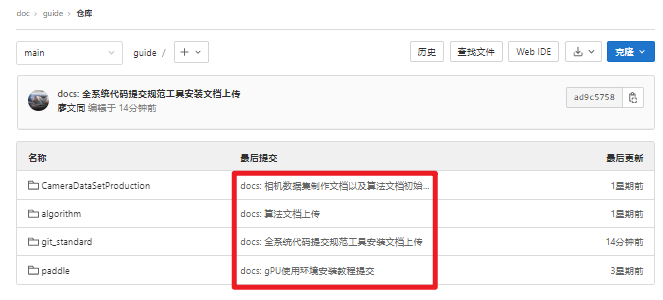 doc › guide › 仓库
main guide / + 历史 查找文件 Web IDE 克隆
docs: 全系统代码提交规范工具安装文档上传
廖文同 编辑于 14分钟前
ad9c5758
名称 最后提交 最后更新
CameraDataSetProduction docs: 相机数据集制作文档以及算法文档初始... 1星期前
algorithm docs: 算法文档上传 1星期前
git_standard docs: 全系统代码提交规范工具安装文档上传 14分钟前
paddle docs: gPU使用环境安装教程提交 3星期前